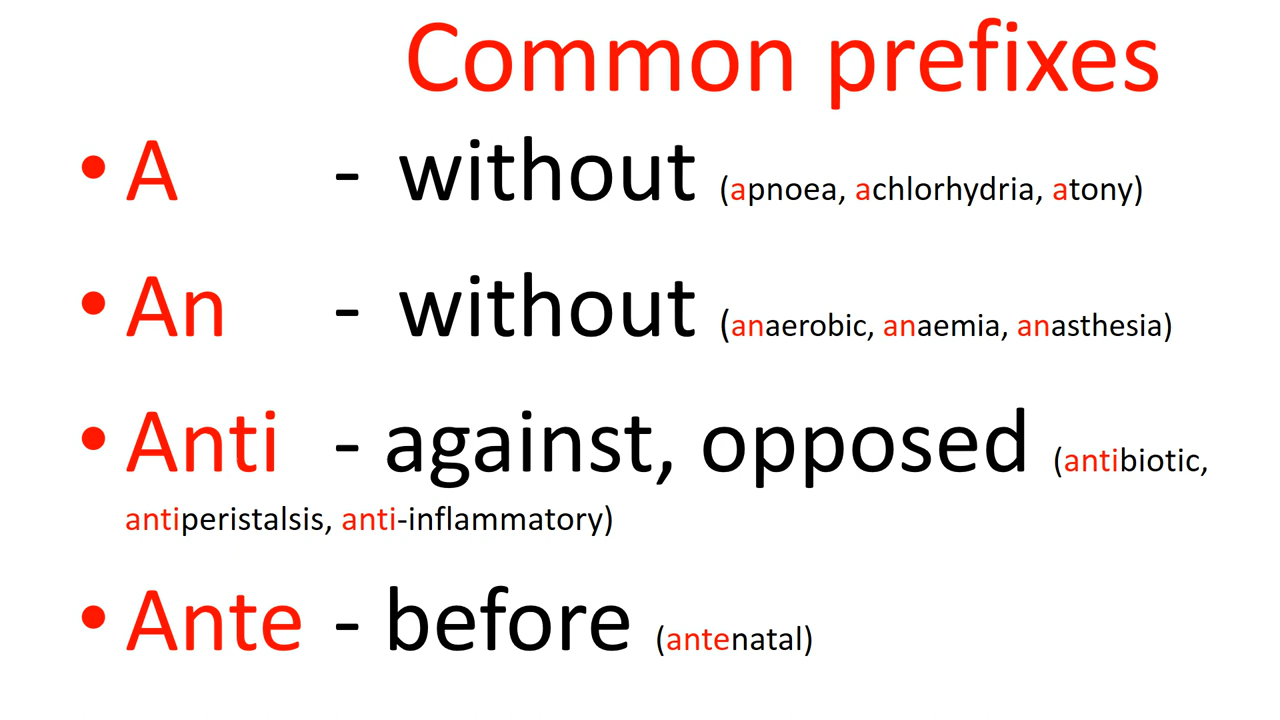 Common prefixes
• A - without (apnoea, achlorhydria, atony)
• An - without (anaerobic, anaemia, anasthesia)
• Anti - against, opposed (antibiotic,
antiperistalsis, anti-inflammatory)
• Ante - before (antenatal)